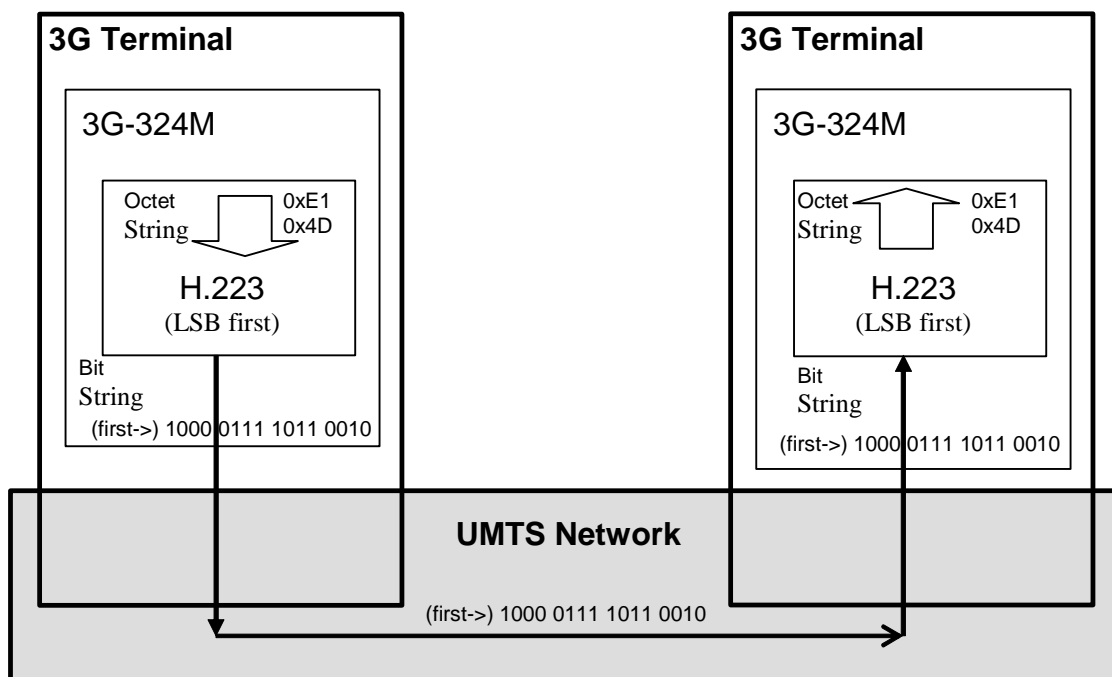 3G Terminal
3G-324M
Octet
String
0xE1
0x4D
H.223
(LSB first)
Bit
String
(first->) 1000 0111 1011 0010
3G Terminal
3G-324M
Octet
String
0xE1
0x4D
H.223
(LSB first)
Bit
String
(first->) 1000 0111 1011 0010
UMTS Network
(first->) 1000 0111 1011 0010